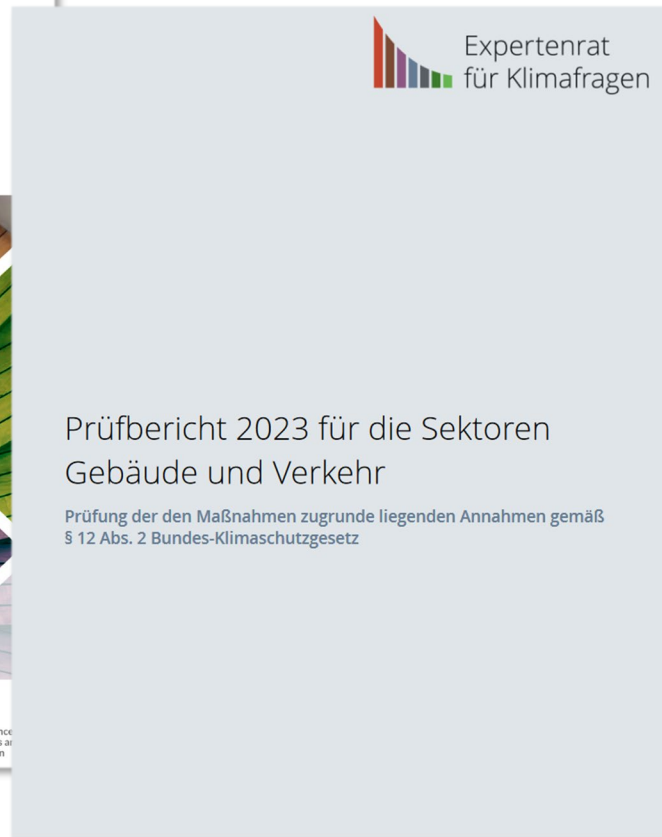 Expertenrat
für Klimafragen
Prüfbericht 2023 für die Sektoren
Gebäude und Verkehr
Prüfung der den Maßnahmen zugrunde liegenden Annahmen gemäß
§ 12 Abs. 2 Bundes-Klimaschutzgesetz